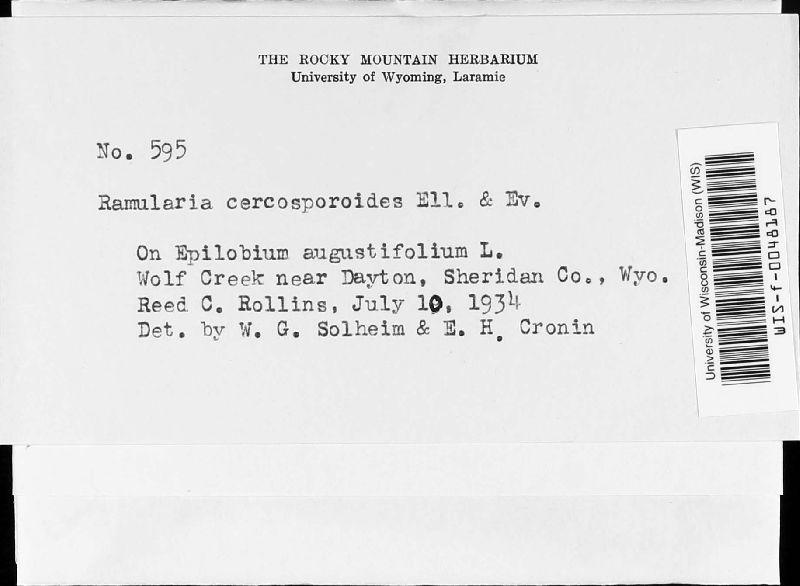 THE ROCKY MOUNTAIN HERBARIUM
University of Wyoming, Laramie
No. 595
Ramularia cercosporoides Ell. & Ev.
On Epilobium augustifolium L.
Wolf Creek near Dayton, Sheridan Co., Wyo.
Reed C. Rollins, July 10, 1934
Det. by W. G. Solheim & E. H. Cronin
University of Wisconsin-Madison (WIS)
WIS-f-0048187